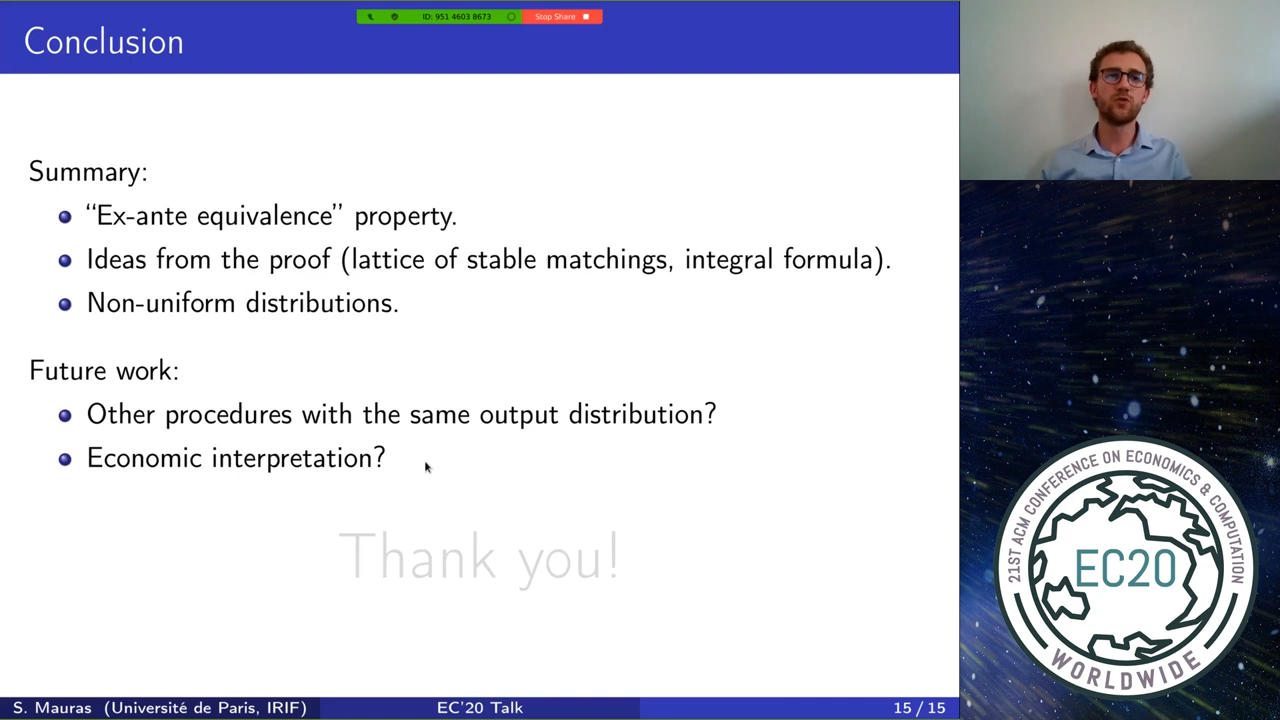 Conclusion
ID: 951 4603 8673
Stop Share
Summary:
“Ex-ante equivalence” property.
Ideas from the proof (lattice of stable matchings, integral formula).
Non-uniform distributions.
Future work:
Other procedures with the same output distribution?
Economic interpretation?
Thank you!
S. Mauras (Université de Paris, IRIF)
EC'20 Talk
15 / 15
21ST ACM CONFERENCE ON ECONOMICS & COMPUTATION
EC20
WORLDWIDE